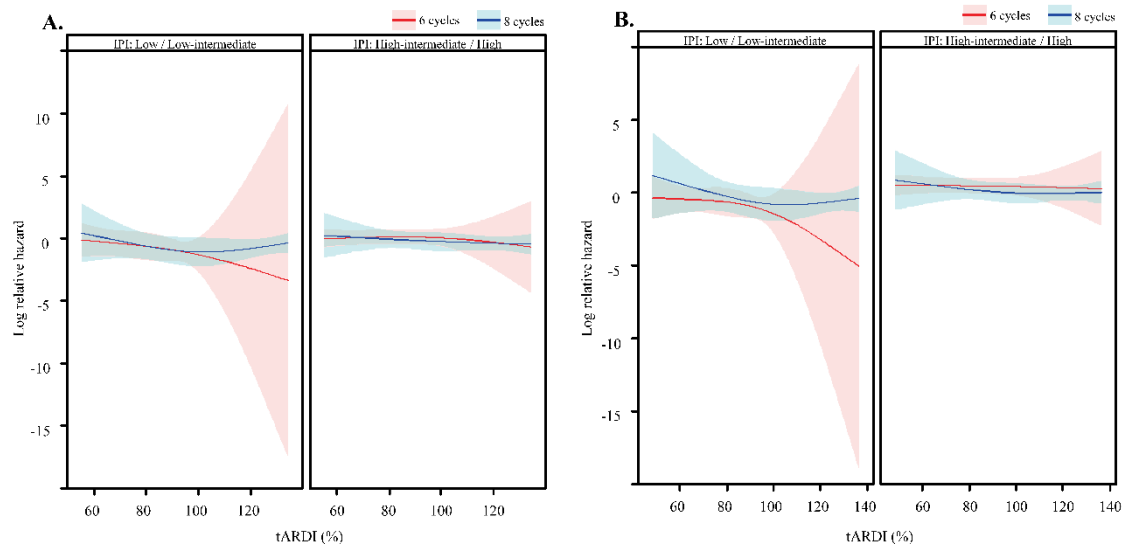 A.
6 cycles 8 cycles
IPI: Low / Low-intermediate
IPI: High-intermediate / High
Log relative hazard
10
5
0
-5
-10
-15
60 80 100 120
60 80 100 120
tARDI (%)
B.
6 cycles 8 cycles
IPI: Low / Low-intermediate
IPI: High-intermediate / High
Log relative hazard
5
0
-5
-10
-15
60 80 100 120 140
60 80 100 120 140
tARDI (%)